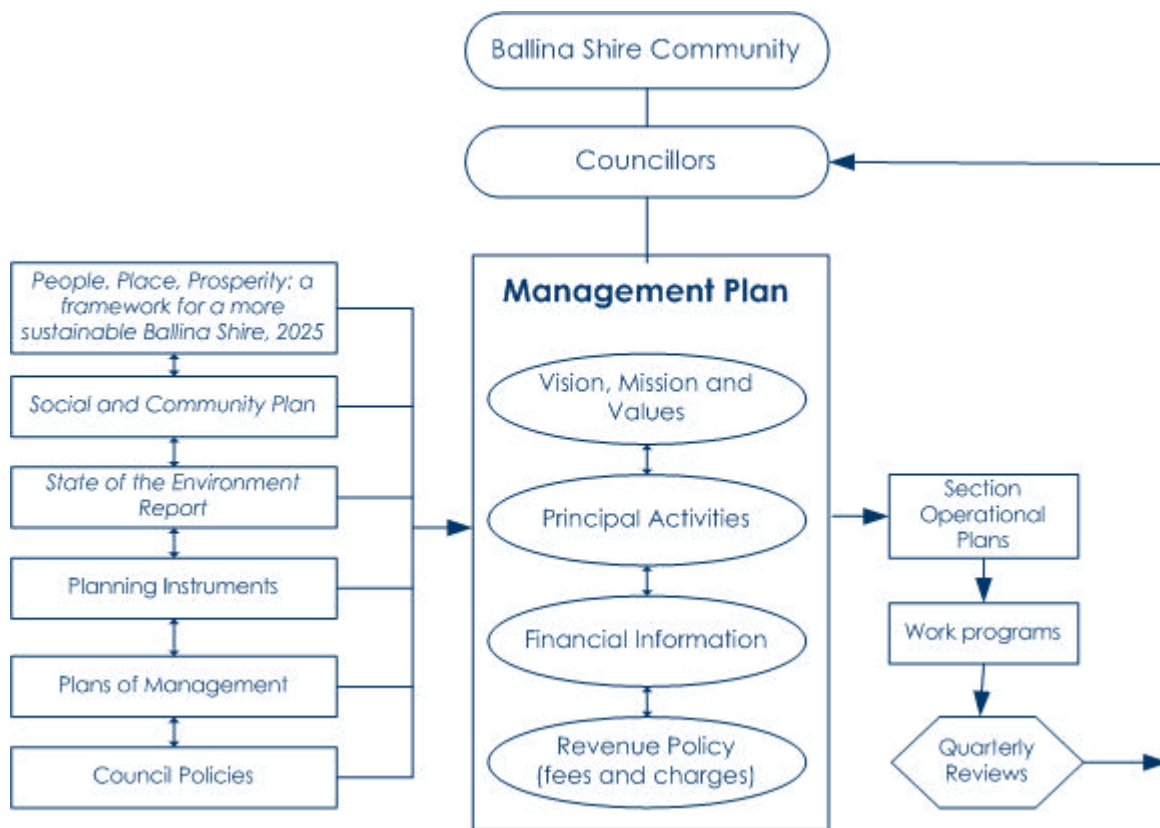 Ballina Shire Community
Councillors
People, Place, Prosperity: a
framework for a more
sustainable Ballina Shire, 2025
Social and Community Plan
State of the Environment
Report
Planning Instruments
Plans of Management
Council Policies
Management Plan
Vision, Mission and
Values
Principal Activities
Financial Information
Revenue Policy
(fees and charges)
Section
Operational
Plans
Work programs
Quarterly
Reviews